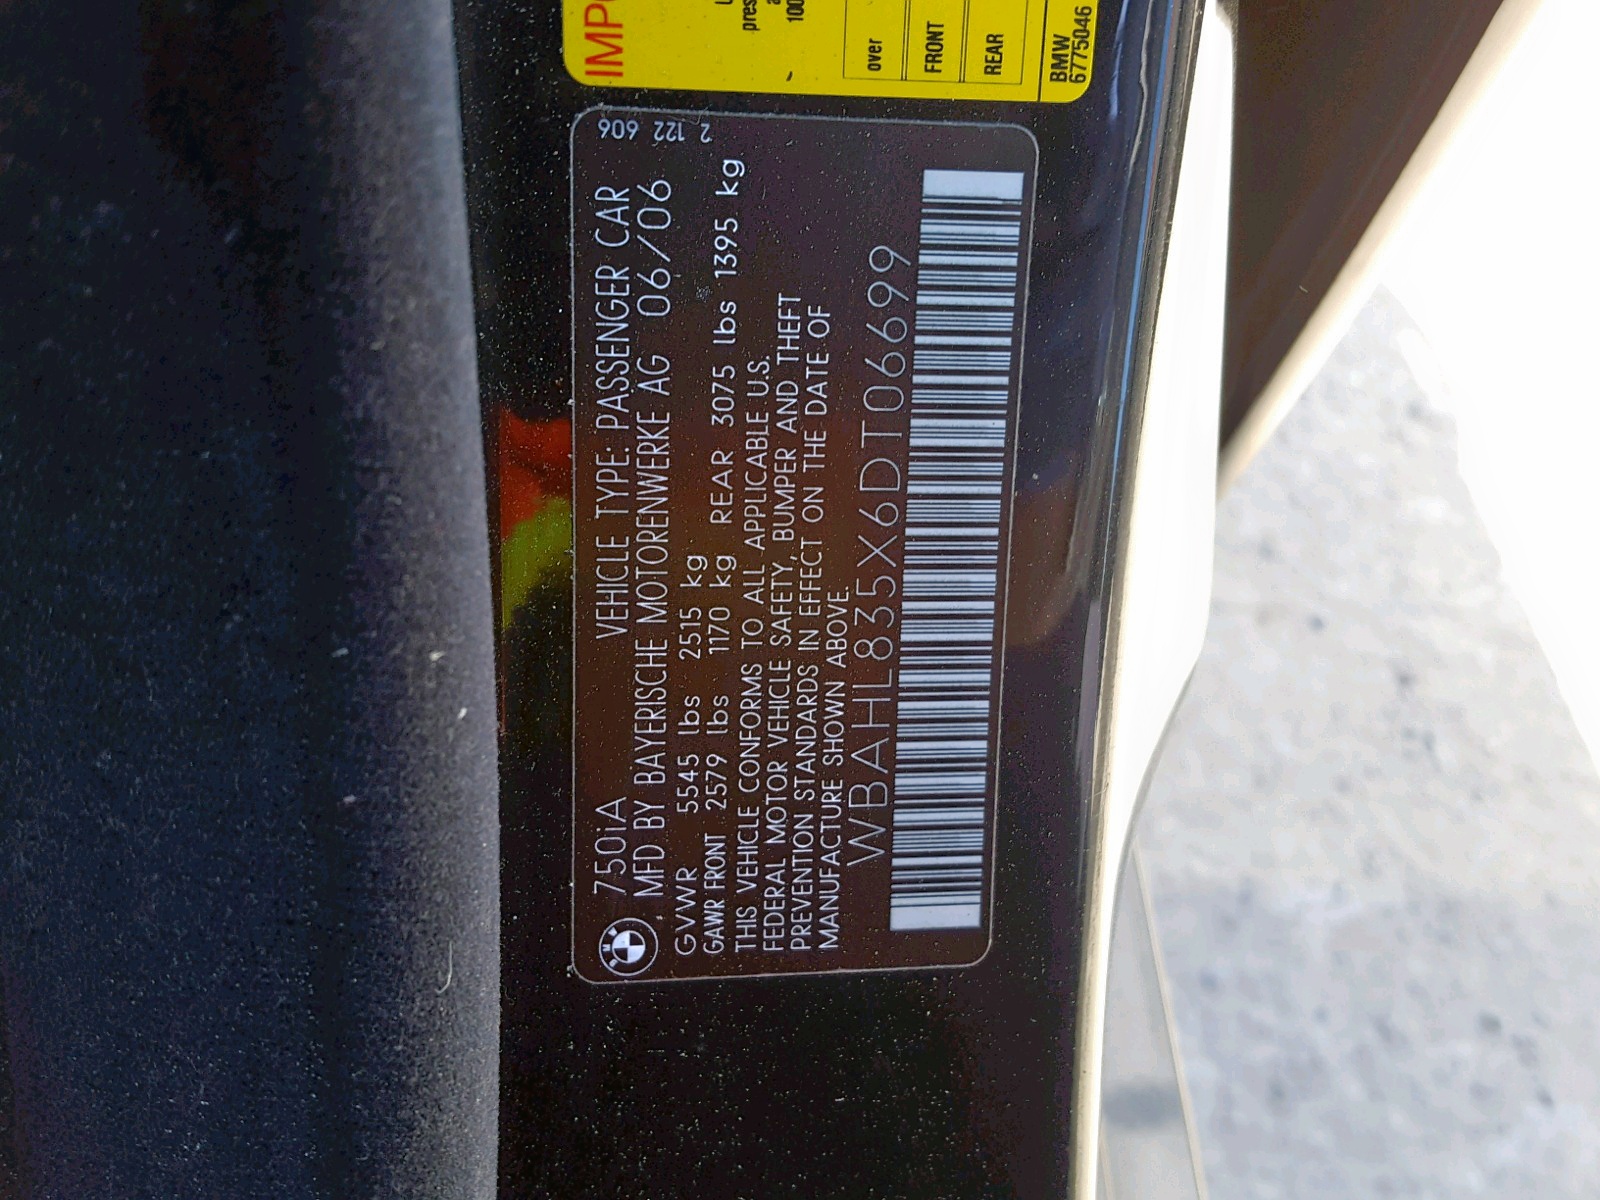 750iA VEHICLE TYPE: PASSENGER CAR
MFD BY BAYERISCHE MOTORENWERKE AG 06/06
GVWR 5545 lbs 2515 kg
GAWR FRONT 2579 lbs 1170 kg REAR 3075 lbs 1395 kg
THIS VEHICLE CONFORMS TO ALL APPLICABLE U.S.
FEDERAL MOTOR VEHICLE SAFETY, BUMPER AND THEFT
PREVENTION STANDARDS IN EFFECT ON THE DATE OF
MANUFACTURE SHOWN ABOVE.
WBAHL835X6DT06699
2 122 606
over
FRONT
REAR
BMW
6775046